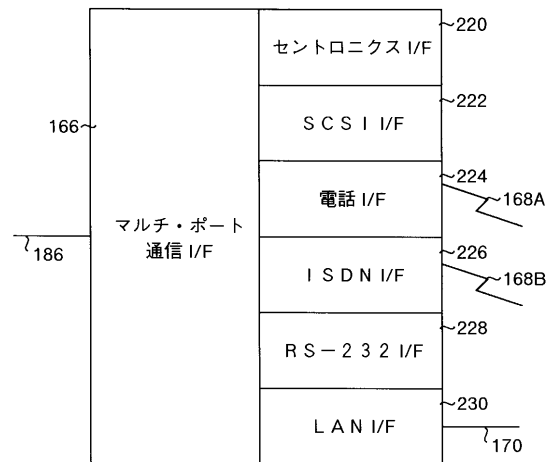 220
セントロニクス I/F
222
ＳＣＳＩ I/F
166
224
168A
電話 I/F
マルチ・ポート
通信 I/F
186
226
168B
ＩＳＤＮ I/F
228
ＲＳ－２３２ I/F
230
ＬＡＮ I/F
170